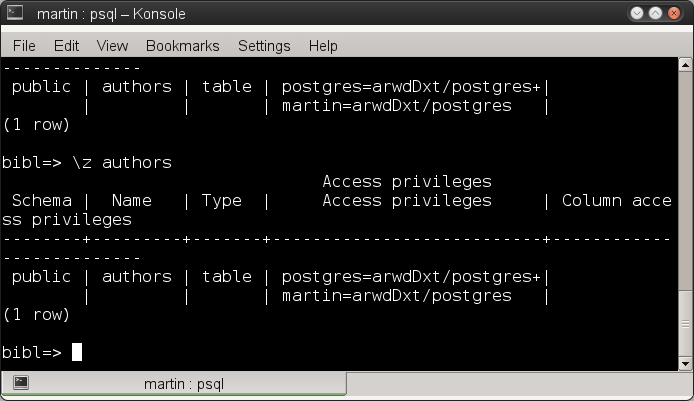 martin : psql – Konsole
File Edit View Bookmarks Settings Help
--------------
 public | authors | table | postgres=arwdDxt/postgres+|
        |         |       | martin=arwdDxt/postgres   |
(1 row)

bibl=> \z authors
                                Access privileges
 Schema |  Name   | Type  |     Access privileges     | Column acce
ss privileges
--------+---------+-------+---------------------------+------------
--------------
 public | authors | table | postgres=arwdDxt/postgres+|
        |         |       | martin=arwdDxt/postgres   |
(1 row)

bibl=>
martin : psql